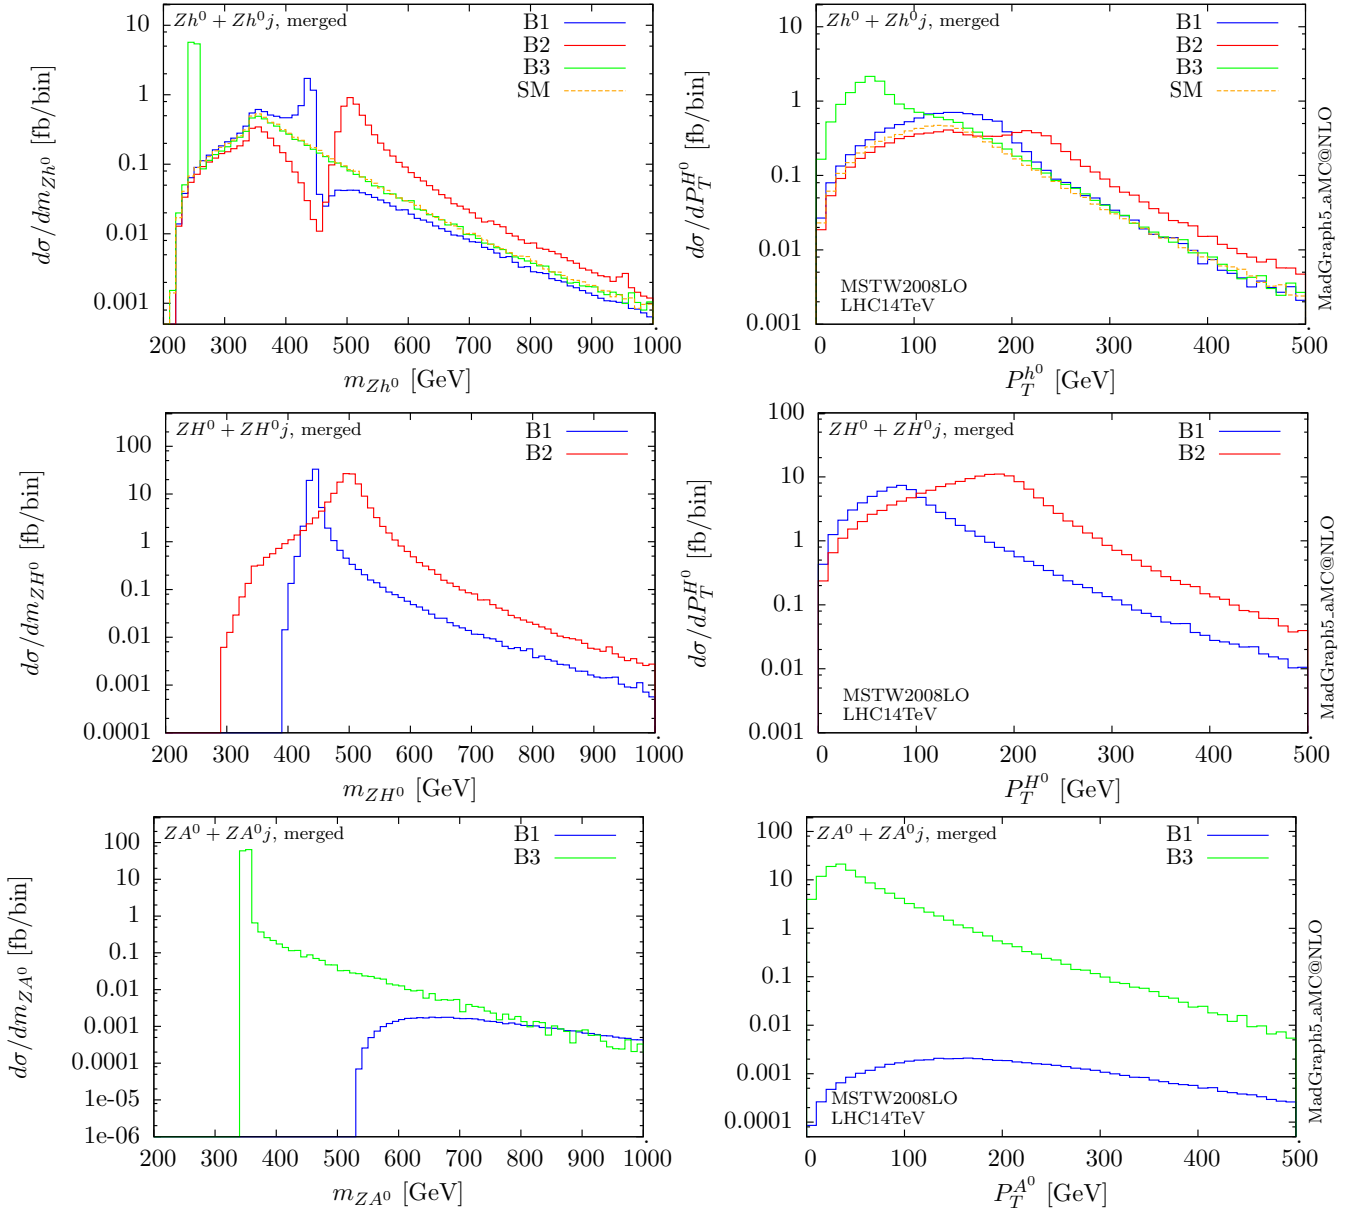 Zh⁰ + Zh⁰j, merged
B1
B2
B3
SM
10
1
0.1
0.01
0.001
dσ/dm_{Zh⁰} [fb/bin]
200 300 400 500 600 700 800 900 1000
m_{Zh⁰} [GeV]
Zh⁰ + Zh⁰j, merged
B1
B2
B3
SM
10
1
0.1
0.01
0.001
dσ/dP_T^{H⁰} [fb/bin]
MSTW2008LO
LHC14TeV
0 100 200 300 400 500
P_T^{h⁰} [GeV]
MadGraph5_aMC@NLO
ZH⁰ + ZH⁰j, merged
B1
B2
100
10
1
0.1
0.01
0.001
0.0001
dσ/dm_{ZH⁰} [fb/bin]
200 300 400 500 600 700 800 900 1000
m_{ZH⁰} [GeV]
ZH⁰ + ZH⁰j, merged
B1
B2
100
10
1
0.1
0.01
0.001
dσ/dP_T^{H⁰} [fb/bin]
MSTW2008LO
LHC14TeV
0 100 200 300 400 500
P_T^{H⁰} [GeV]
MadGraph5_aMC@NLO
ZA⁰ + ZA⁰j, merged
B1
B3
100
10
1
0.1
0.01
0.001
0.0001
1e-05
1e-06
dσ/dm_{ZA⁰} [fb/bin]
200 300 400 500 600 700 800 900 1000
m_{ZA⁰} [GeV]
ZA⁰ + ZA⁰j, merged
B1
B3
100
10
1
0.1
0.01
0.001
0.0001
MSTW2008LO
LHC14TeV
0 100 200 300 400 500
P_T^{A⁰} [GeV]
MadGraph5_aMC@NLO